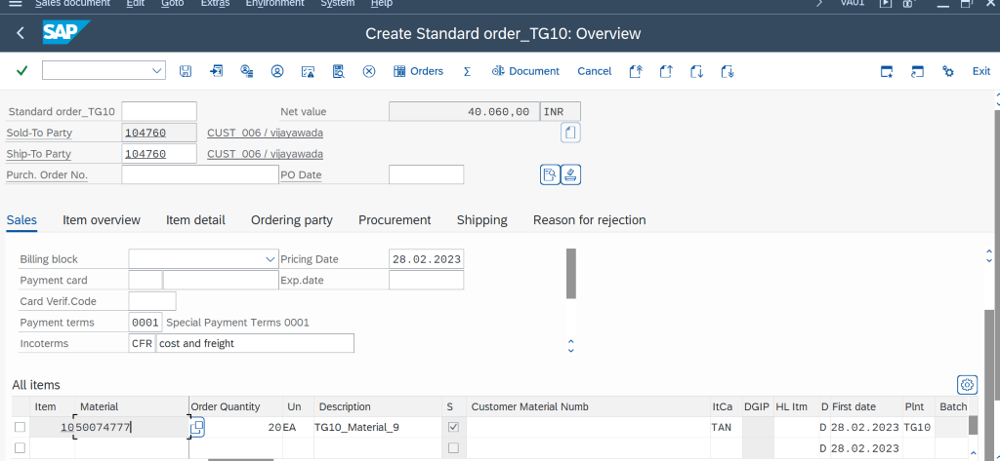 Sales document Edit Goto Extras Environment System Help VA01
SAP Create Standard order_TG10: Overview
Orders Σ Document Cancel Exit
Standard order_TG10 Net value 40.060,00 INR
Sold-To Party 104760 CUST_006 / vijayawada
Ship-To Party 104760 CUST_006 / vijayawada
Purch. Order No. PO Date
Sales Item overview Item detail Ordering party Procurement Shipping Reason for rejection
Billing block Pricing Date 28.02.2023
Payment card Exp.date
Card Verif.Code
Payment terms 0001 Special Payment Terms 0001
Incoterms CFR cost and freight
All items
Item Material Order Quantity Un Description S Customer Material Numb ItCa DGIP HL Itm D First date Plnt Batch
10 50074777 20 EA TG10_Material_9 TAN D 28.02.2023 TG10
D 28.02.2023